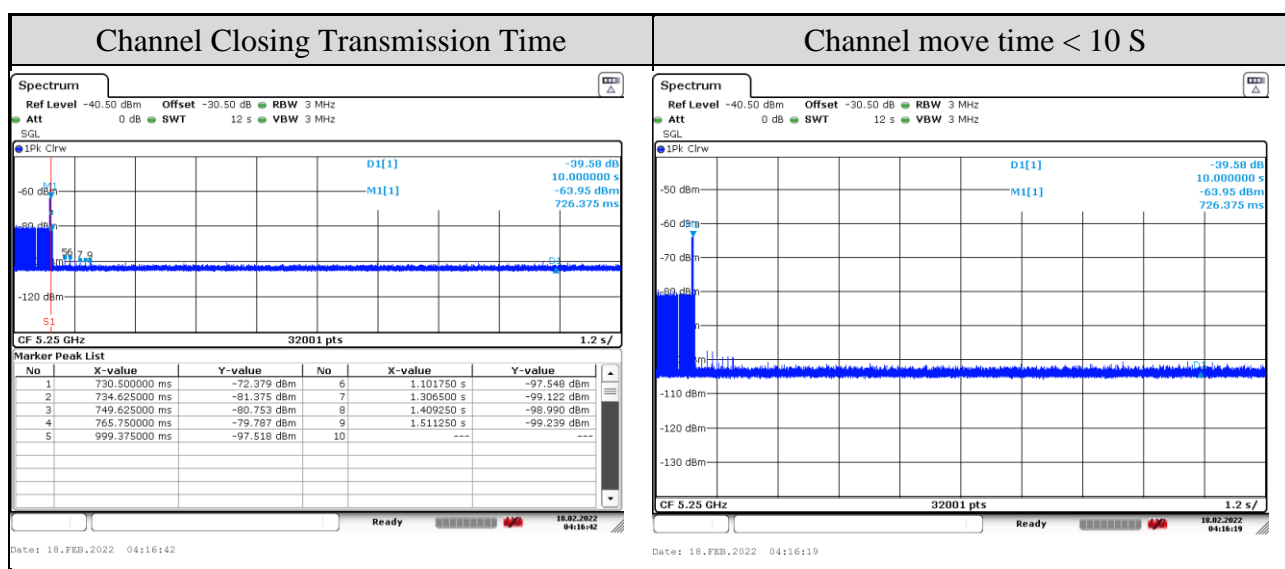 Channel Closing Transmission Time
Channel move time < 10 S
Spectrum
Ref Level -40.50 dBm Offset -30.50 dB RBW 3 MHz
Att 0 dB SWT 12 s VBW 3 MHz
SGL
1Pk Clrw
D1[1] -39.58 dB
10.000000 s
M1[1] -63.95 dBm
726.375 ms
M1
-60 dBm
-80 dBm
56 7 9
D1
-120 dBm
S1
CF 5.25 GHz 32001 pts 1.2 s/
Marker Peak List
No X-value Y-value No X-value Y-value
1 730.500000 ms -72.379 dBm 6 1.101750 s -97.548 dBm
2 734.625000 ms -81.375 dBm 7 1.306500 s -99.122 dBm
3 749.625000 ms -80.753 dBm 8 1.409250 s -98.990 dBm
4 765.750000 ms -79.787 dBm 9 1.511250 s -99.239 dBm
5 999.375000 ms -97.518 dBm 10 --- ---
Ready 18.02.2022
04:16:42
Date: 18.FEB.2022 04:16:42
Spectrum
Ref Level -40.50 dBm Offset -30.50 dB RBW 3 MHz
Att 0 dB SWT 12 s VBW 3 MHz
SGL
1Pk Clrw
D1[1] -39.58 dB
10.000000 s
M1[1] -63.95 dBm
726.375 ms
-50 dBm
-60 dBm
-70 dBm
-80 dBm
D1
-110 dBm
-120 dBm
-130 dBm
CF 5.25 GHz 32001 pts 1.2 s/
Ready 18.02.2022
04:16:19
Date: 18.FEB.2022 04:16:19